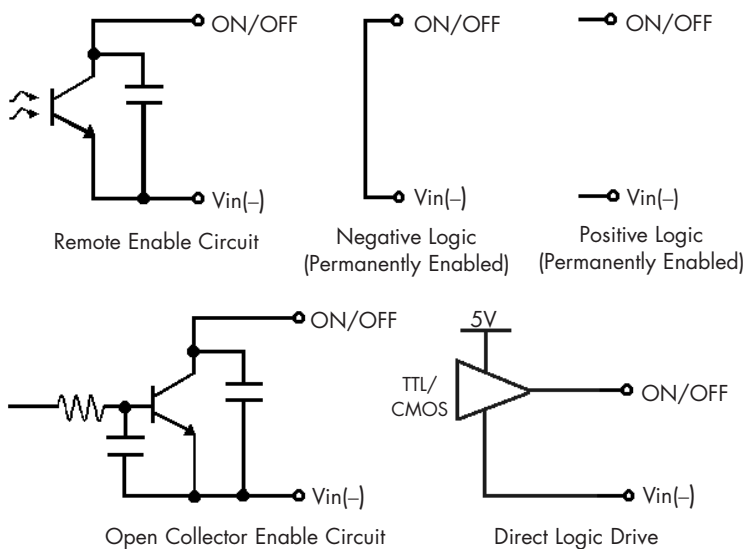 ON/OFF
Vin(–)
Remote Enable Circuit
ON/OFF
Vin(–)
Negative Logic
(Permanently Enabled)
ON/OFF
Vin(–)
Positive Logic
(Permanently Enabled)
ON/OFF
Vin(–)
Open Collector Enable Circuit
5V
TTL/
CMOS
ON/OFF
Vin(–)
Direct Logic Drive